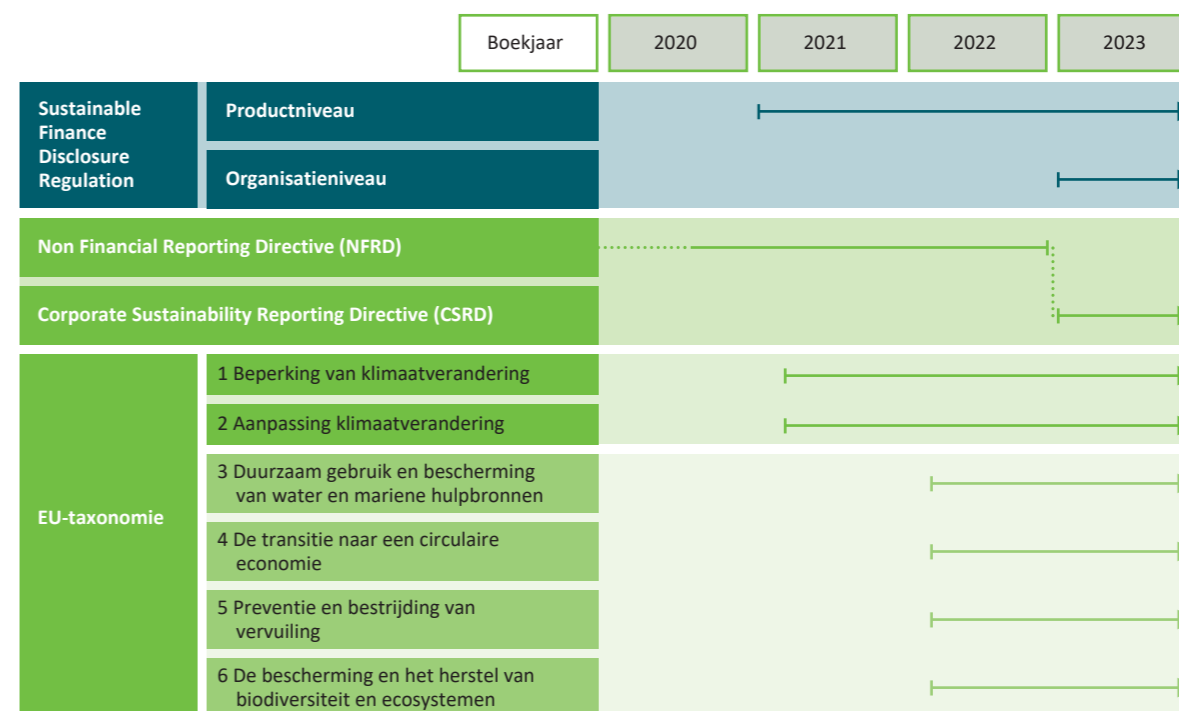 Boekjaar 2020 2021 2022 2023
Sustainable
Finance
Disclosure
Regulation
Productniveau
Organisatieniveau
Non Financial Reporting Directive (NFRD)
Corporate Sustainability Reporting Directive (CSRD)
EU-taxonomie
1 Beperking van klimaatverandering
2 Aanpassing klimaatverandering
3 Duurzaam gebruik en bescherming
van water en mariene hulpbronnen
4 De transitie naar een circulaire
economie
5 Preventie en bestrijding van
vervuiling
6 De bescherming en het herstel van
biodiversiteit en ecosystemen